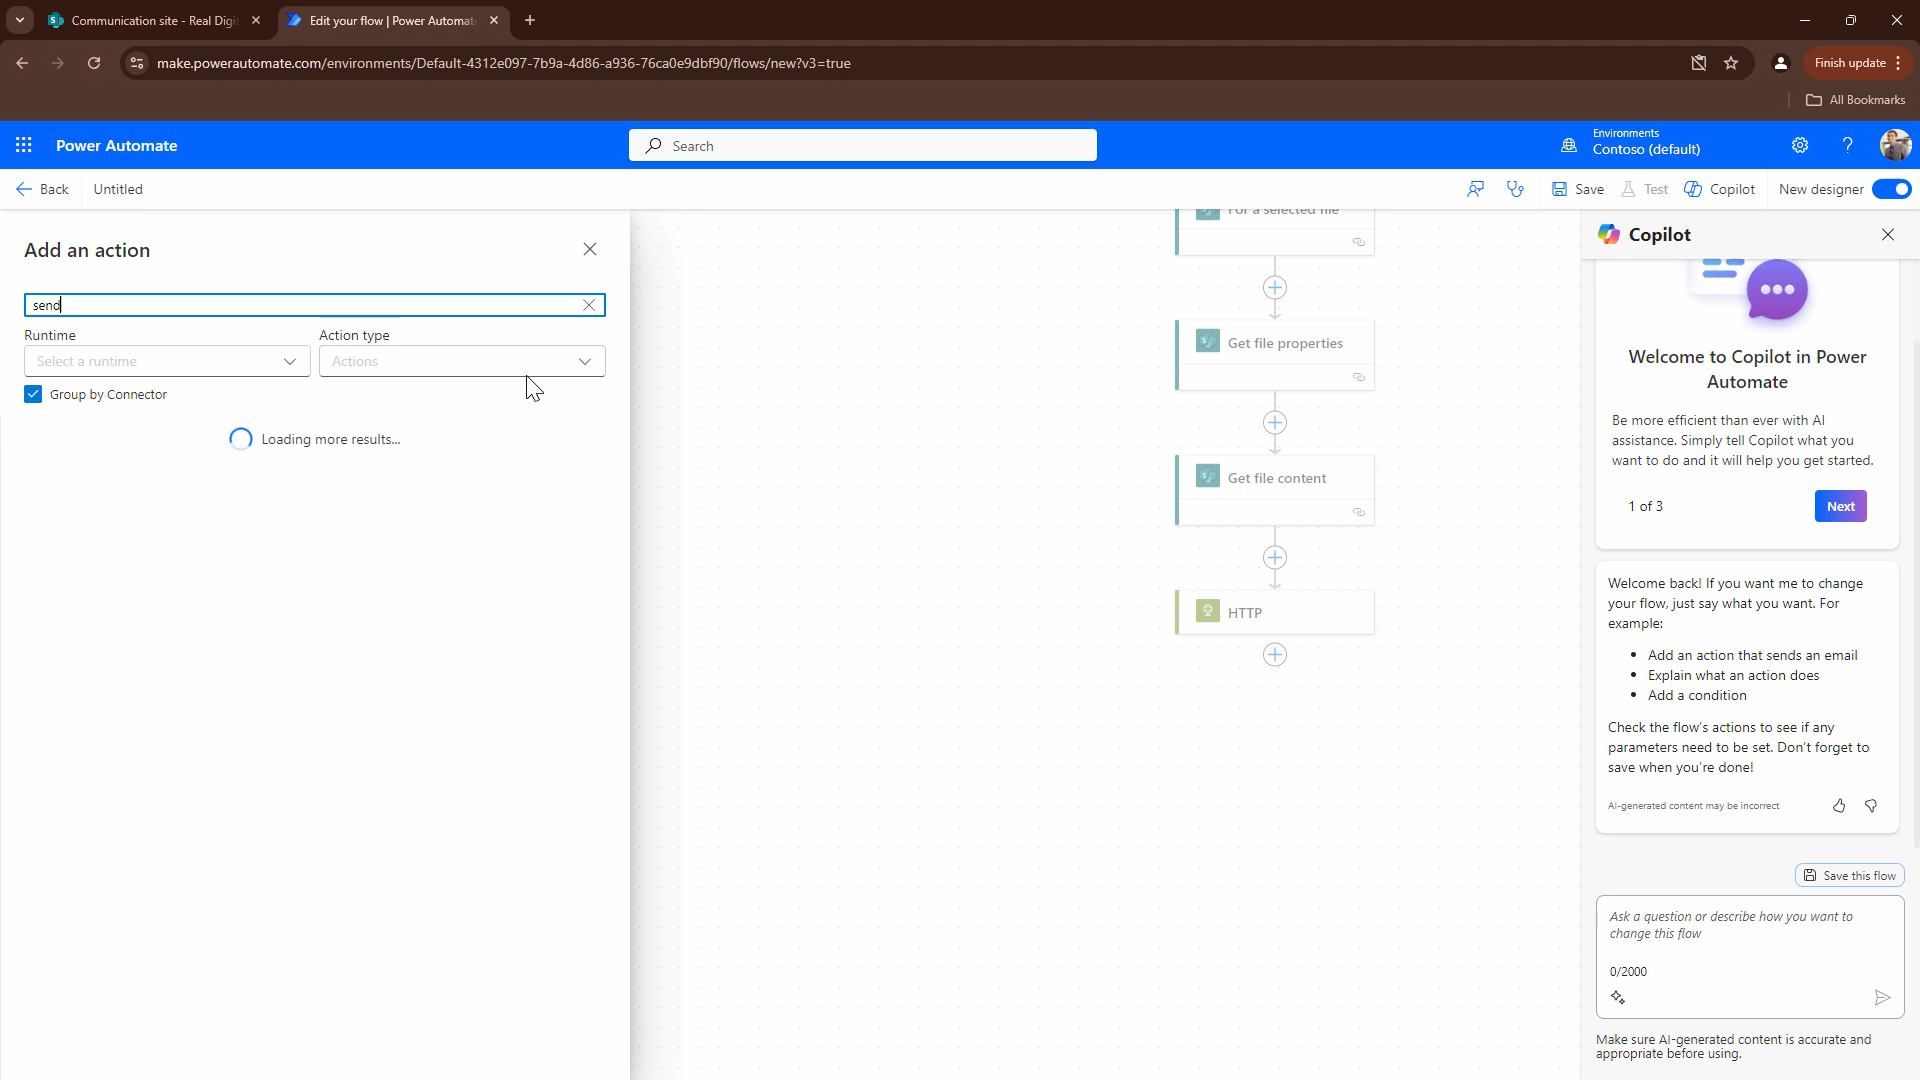 Communication site - Real Digi
Edit your flow | Power Automat
make.powerautomate.com/environments/Default-4312e097-7b9a-4d86-a936-76ca0e9dbf90/flows/new?v3=true
Finish update
All Bookmarks
Power Automate
Search
Environments
Contoso (default)
Back
Untitled
Save
Test
Copilot
New designer
Add an action
send
Runtime
Action type
Select a runtime
Actions
Group by Connector
Loading more results...
For a selected file
Get file properties
Get file content
HTTP
Copilot
Welcome to Copilot in Power
Automate
Be more efficient than ever with AI
assistance. Simply tell Copilot what you
want to do and it will help you get started.
1 of 3
Next
Welcome back! If you want me to change
your flow, just say what you want. For
example:
• Add an action that sends an email
• Explain what an action does
• Add a condition
Check the flow's actions to see if any
parameters need to be set. Don't forget to
save when you're done!
AI-generated content may be incorrect
Save this flow
Ask a question or describe how you want to
change this flow
0/2000
Make sure AI-generated content is accurate and
appropriate before using.